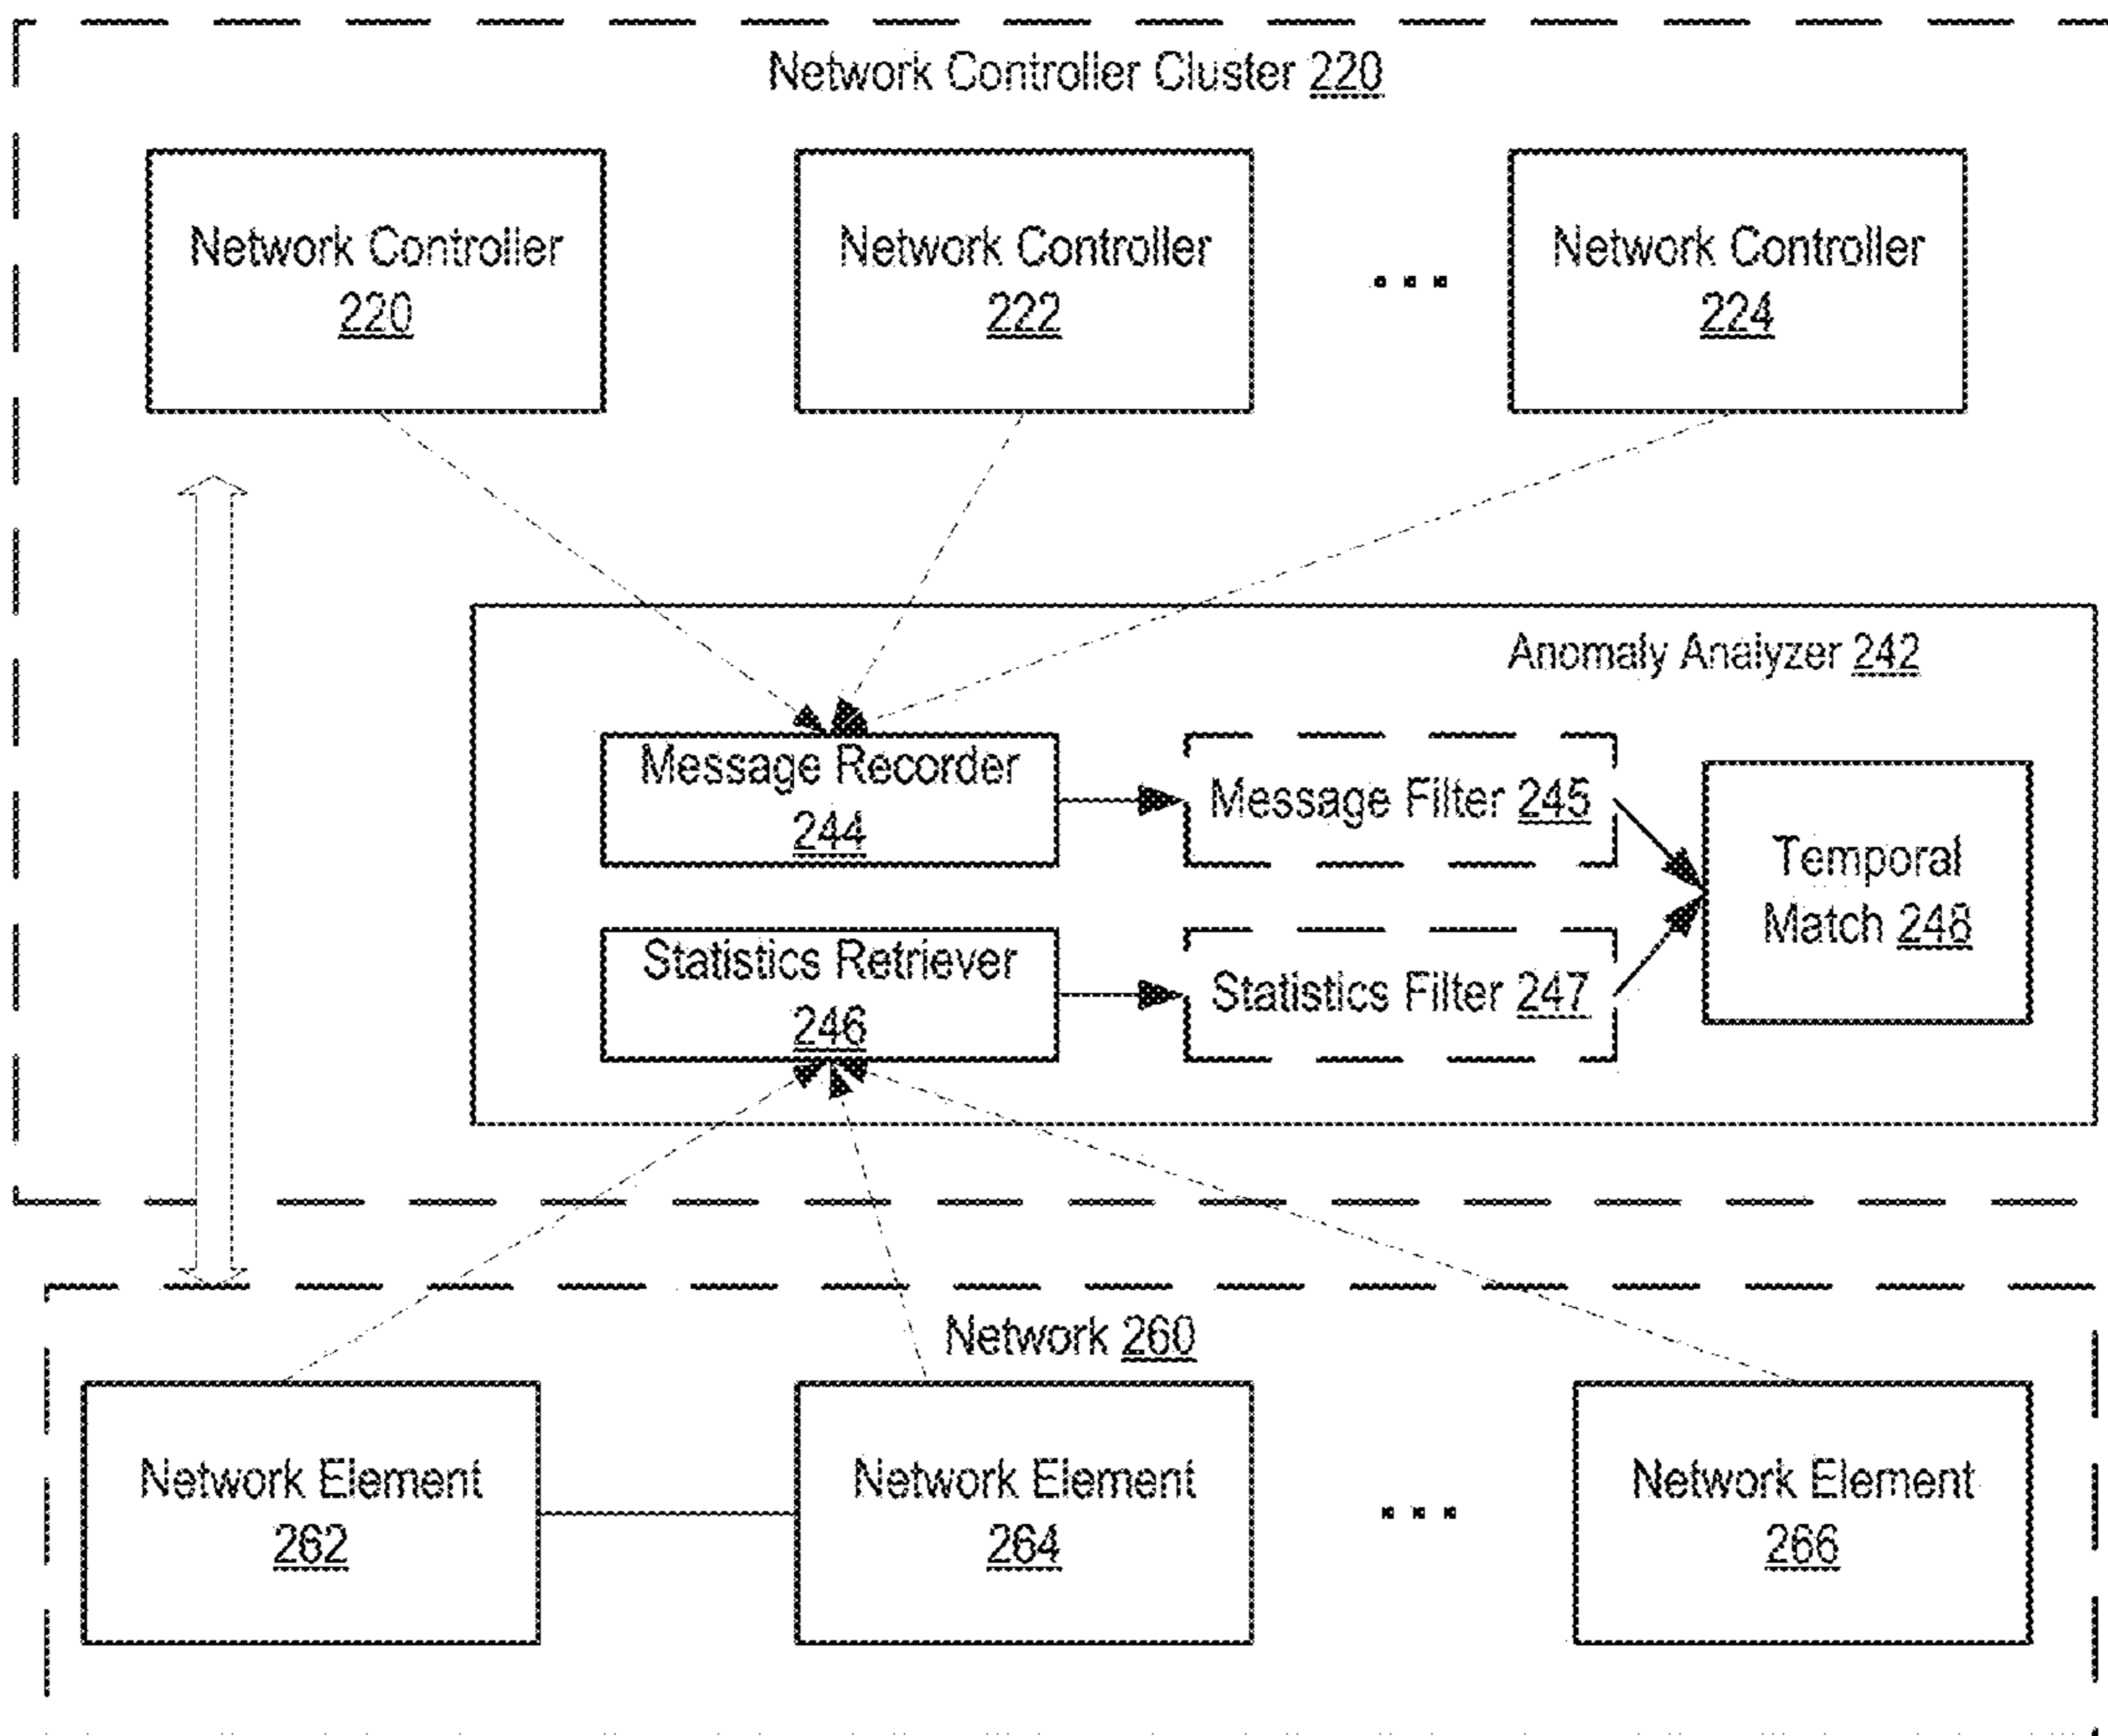 Network Controller Cluster 220
Network Controller
220
Network Controller
222
...
Network Controller
224
Anomaly Analyzer 242
Message Recorder
244
Message Filter 245
Temporal
Match 248
Statistics Retriever
246
Statistics Filter 247
Network 260
Network Element
262
Network Element
264
...
Network Element
266